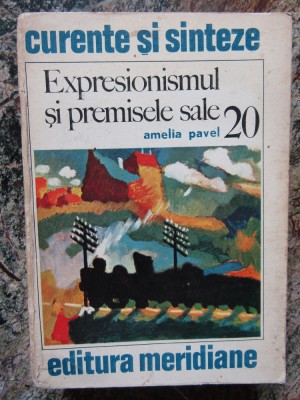 curente și sinteze
Expresionismul
și premisele sale
amelia pavel 20
editura meridiane